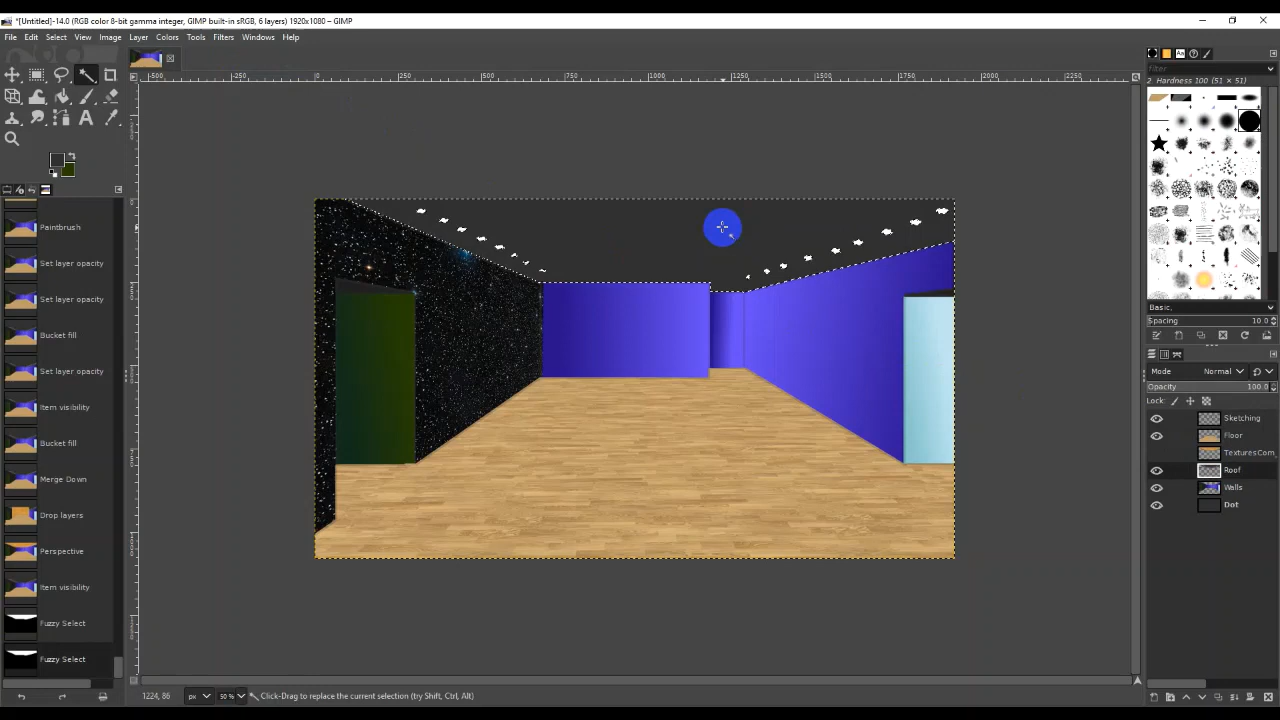 *[Untitled]-14.0 (RGB color 8-bit gamma integer, GIMP built-in sRGB, 6 layers) 1920x1080 – GIMP
File Edit Select View Image Layer Colors Tools Filters Windows Help
filter
2. Hardness 100 (51 × 51)
Paintbrush
Set layer opacity
Set layer opacity
Bucket fill
Set layer opacity
Item visibility
Bucket fill
Merge Down
Drop layers
Perspective
Item visibility
Fuzzy Select
Fuzzy Select
Basic,
Spacing 10.0
Mode Normal
Opacity 100.0
Lock:
Sketching
Floor
TexturesCom
Roof
Walls
Dot
1224, 86 px 50 % Click-Drag to replace the current selection (try Shift, Ctrl, Alt)